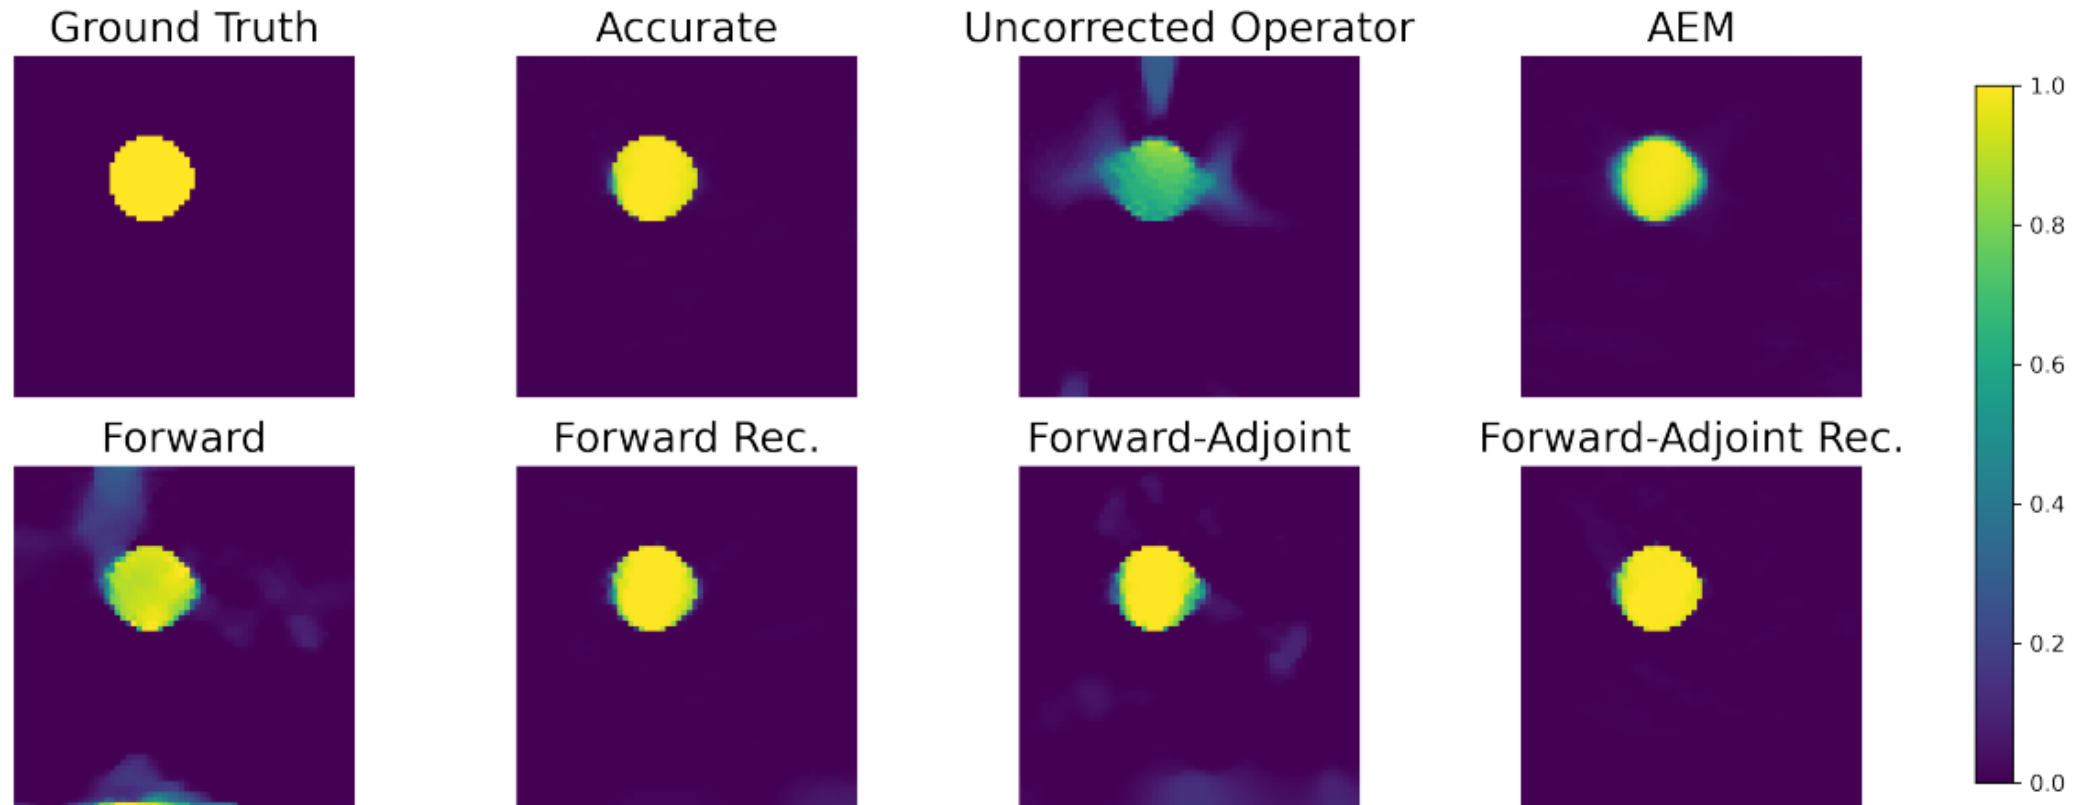 Ground Truth
Accurate
Uncorrected Operator
AEM
Forward
Forward Rec.
Forward-Adjoint
Forward-Adjoint Rec.
1.0
0.8
0.6
0.4
0.2
0.0